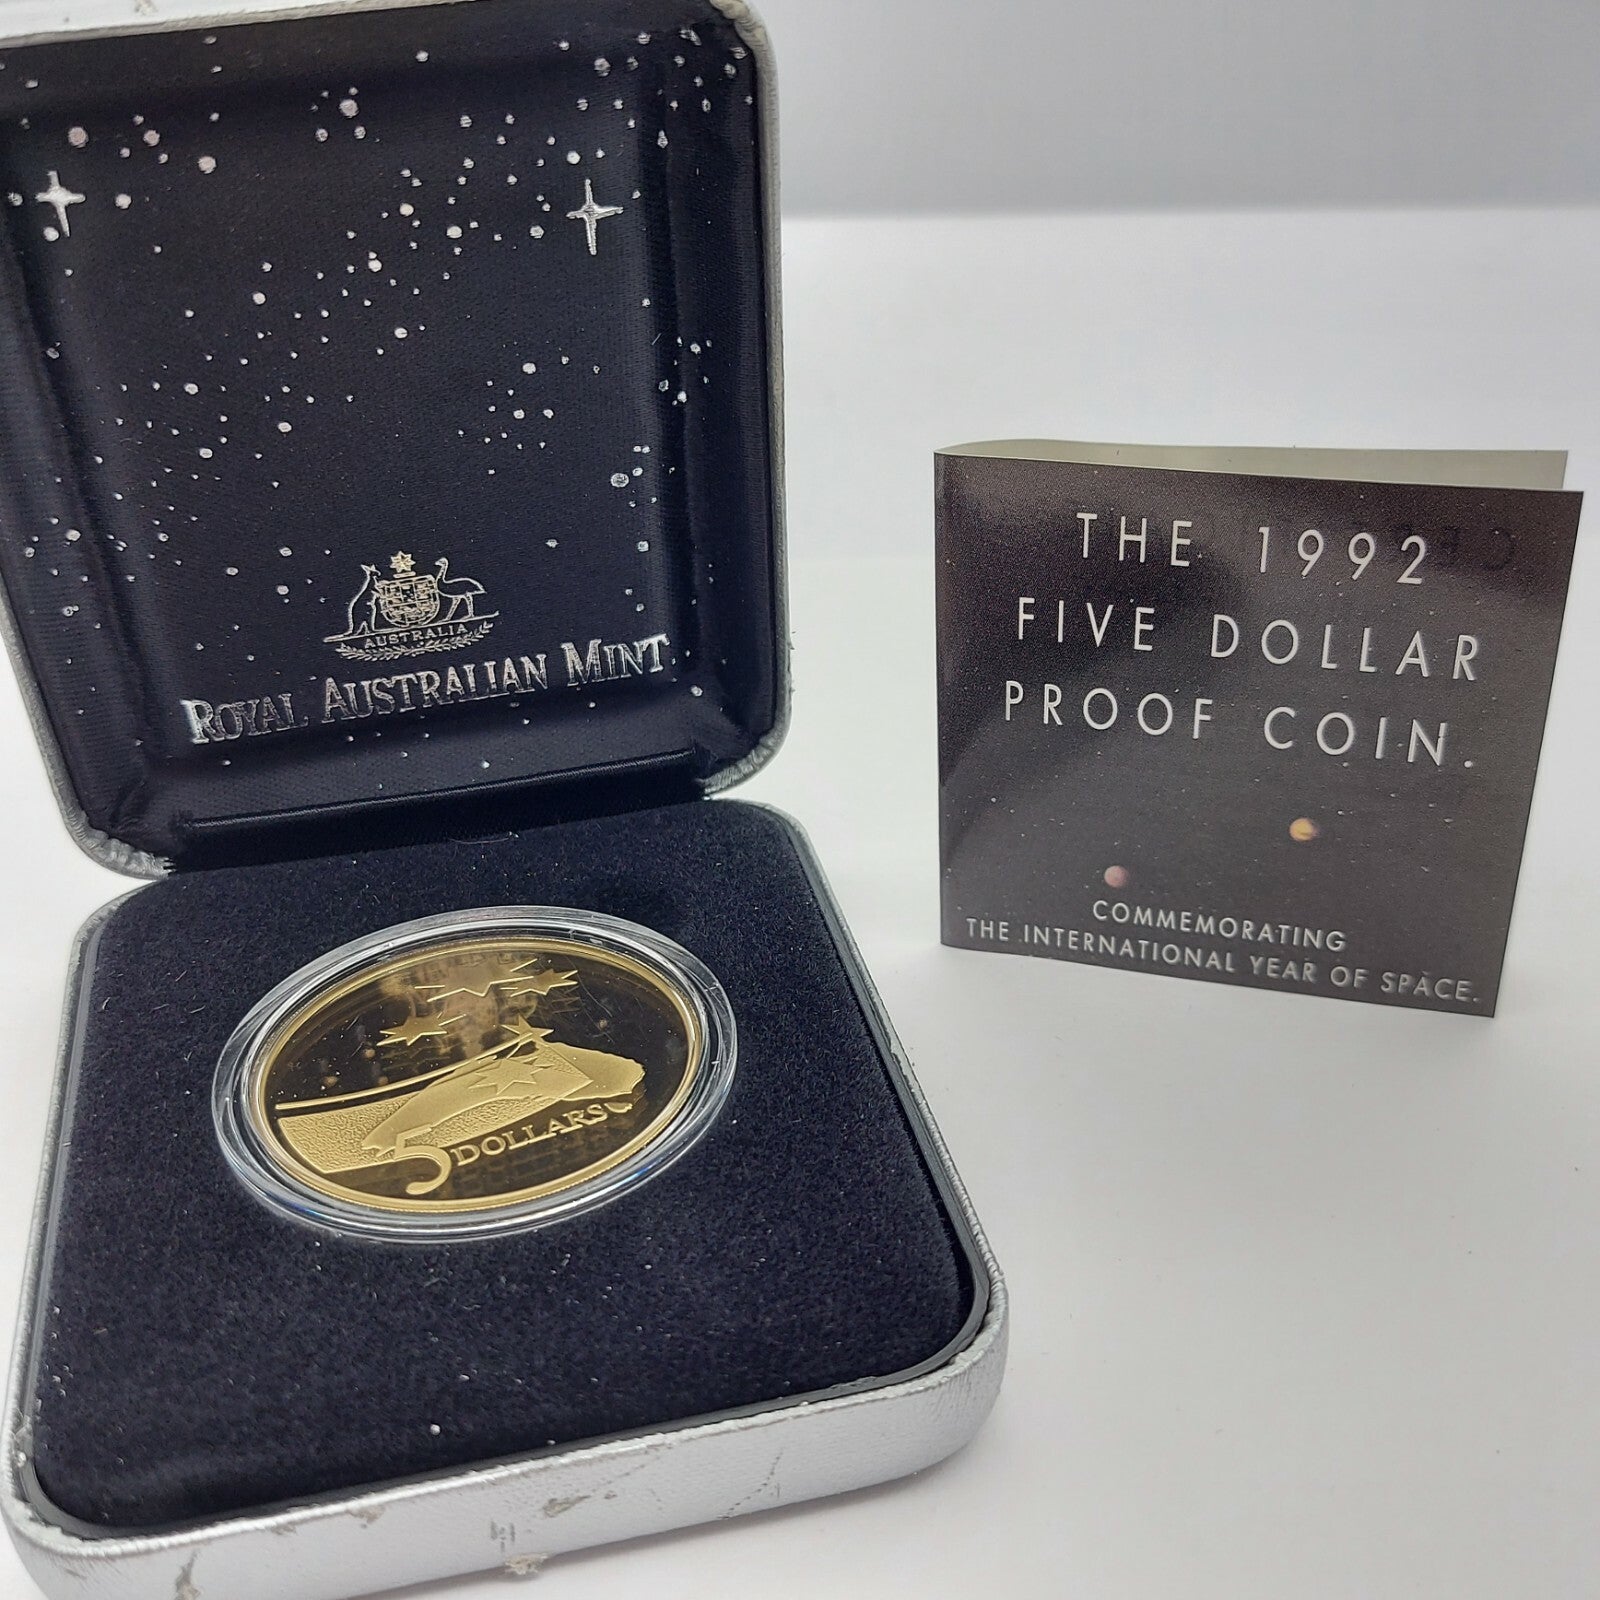 AUSTRALIA
ROYAL AUSTRALIAN MINT
5 DOLLARS
THE 1992
FIVE DOLLAR
PROOF COIN.
COMMEMORATING
THE INTERNATIONAL YEAR OF SPACE.